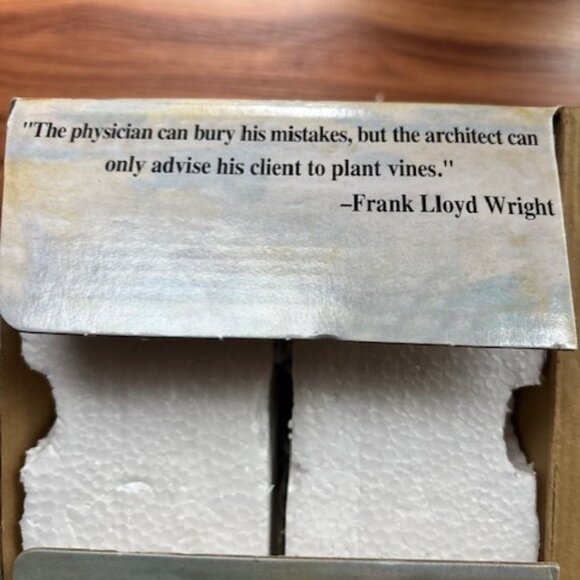 "The physician can bury his mistakes, but the architect can
only advise his client to plant vines."
–Frank Lloyd Wright